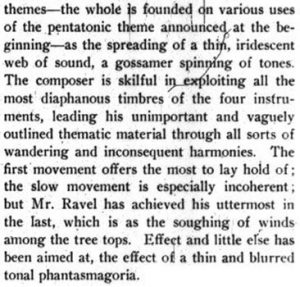 themes—the whole is founded on various uses
of the pentatonic theme announced at the be-
ginning—as the spreading of a thin, iridescent
web of sound, a gossamer spinning of tones.
The composer is skilful in exploiting all the
most diaphanous timbres of the four instru-
ments, leading his unimportant and vaguely
outlined thematic material through all sorts of
wandering and inconsequent harmonies. The
first movement offers the most to lay hold of;
the slow movement is especially incoherent;
but Mr. Ravel has achieved his uttermost in
the last, which is as the soughing of winds
among the tree tops. Effect and little else has
been aimed at, the effect of a thin and blurred
tonal phantasmagoria.